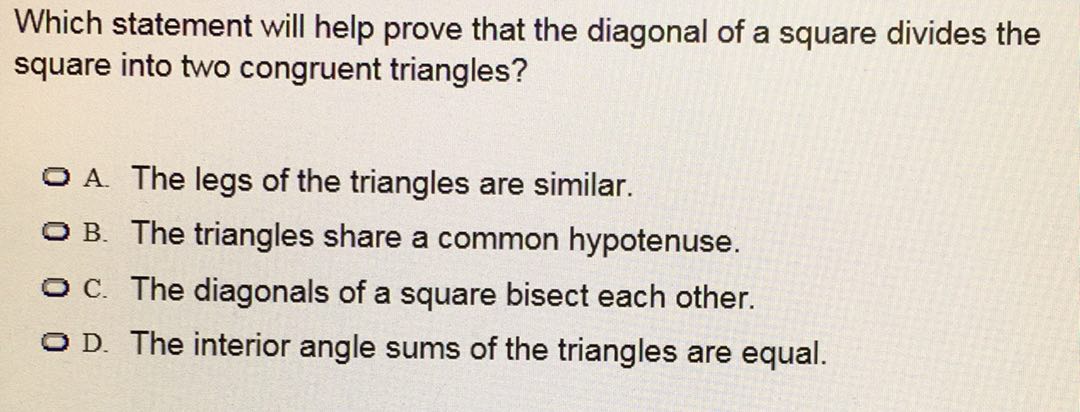 Which statement will help prove that the diagonal of a square divides the
square into two congruent triangles?
A. The legs of the triangles are similar.
B. The triangles share a common hypotenuse.
C. The diagonals of a square bisect each other.
D. The interior angle sums of the triangles are equal.